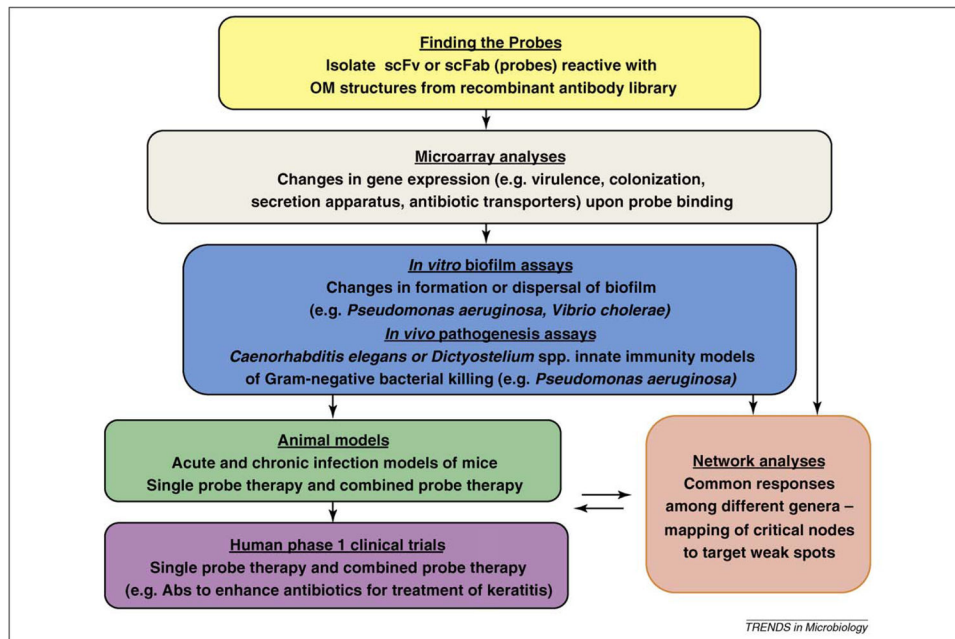 Finding the Probes
Isolate scFv or scFab (probes) reactive with
OM structures from recombinant antibody library
Microarray analyses
Changes in gene expression (e.g. virulence, colonization,
secretion apparatus, antibiotic transporters) upon probe binding
In vitro biofilm assays
Changes in formation or dispersal of biofilm
(e.g. Pseudomonas aeruginosa, Vibrio cholerae)
In vivo pathogenesis assays
Caenorhabditis elegans or Dictyostelium spp. innate immunity models
of Gram-negative bacterial killing (e.g. Pseudomonas aeruginosa)
Animal models
Acute and chronic infection models of mice
Single probe therapy and combined probe therapy
Human phase 1 clinical trials
Single probe therapy and combined probe therapy
(e.g. Abs to enhance antibiotics for treatment of keratitis)
Network analyses
Common responses
among different genera –
mapping of critical nodes
to target weak spots
TRENDS in Microbiology